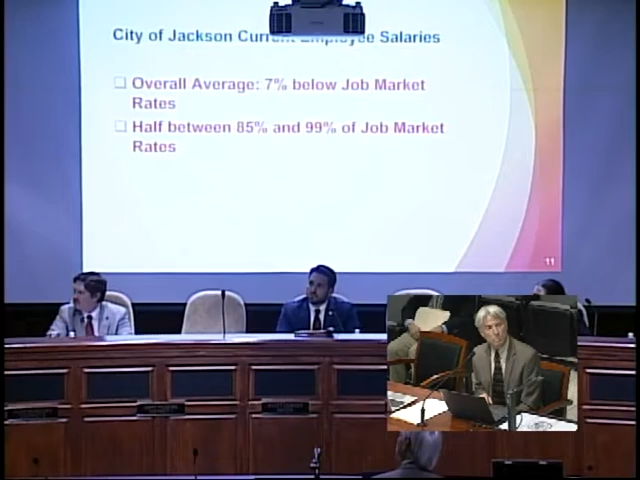 City of Jackson Current Employee Salaries
❑ Overall Average: 7% below Job Market
Rates
❑ Half between 85% and 99% of Job Market
Rates
11